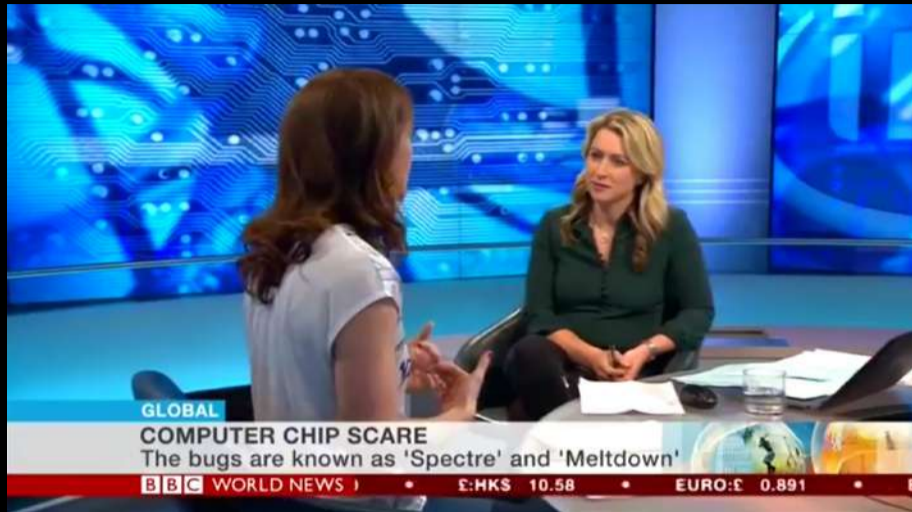 GLOBAL
COMPUTER CHIP SCARE
The bugs are known as 'Spectre' and 'Meltdown'
BBC WORLD NEWS £:HK$ 10.58 EURO:£ 0.891